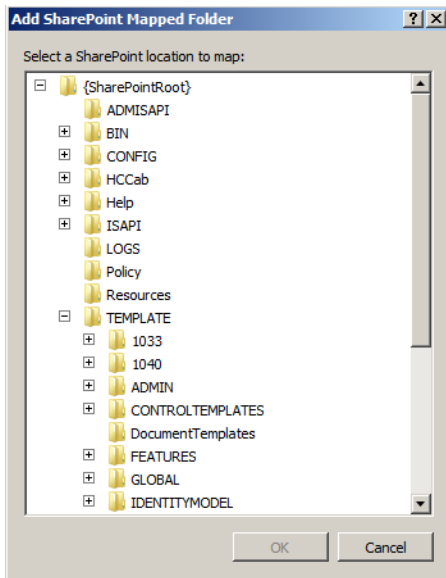 Add SharePoint Mapped Folder
Select a SharePoint location to map:
{SharePointRoot}
ADMISAPI
BIN
CONFIG
HCCab
Help
ISAPI
LOGS
Policy
Resources
TEMPLATE
1033
1040
ADMIN
CONTROLTEMPLATES
DocumentTemplates
FEATURES
GLOBAL
IDENTITYMODEL
OK Cancel